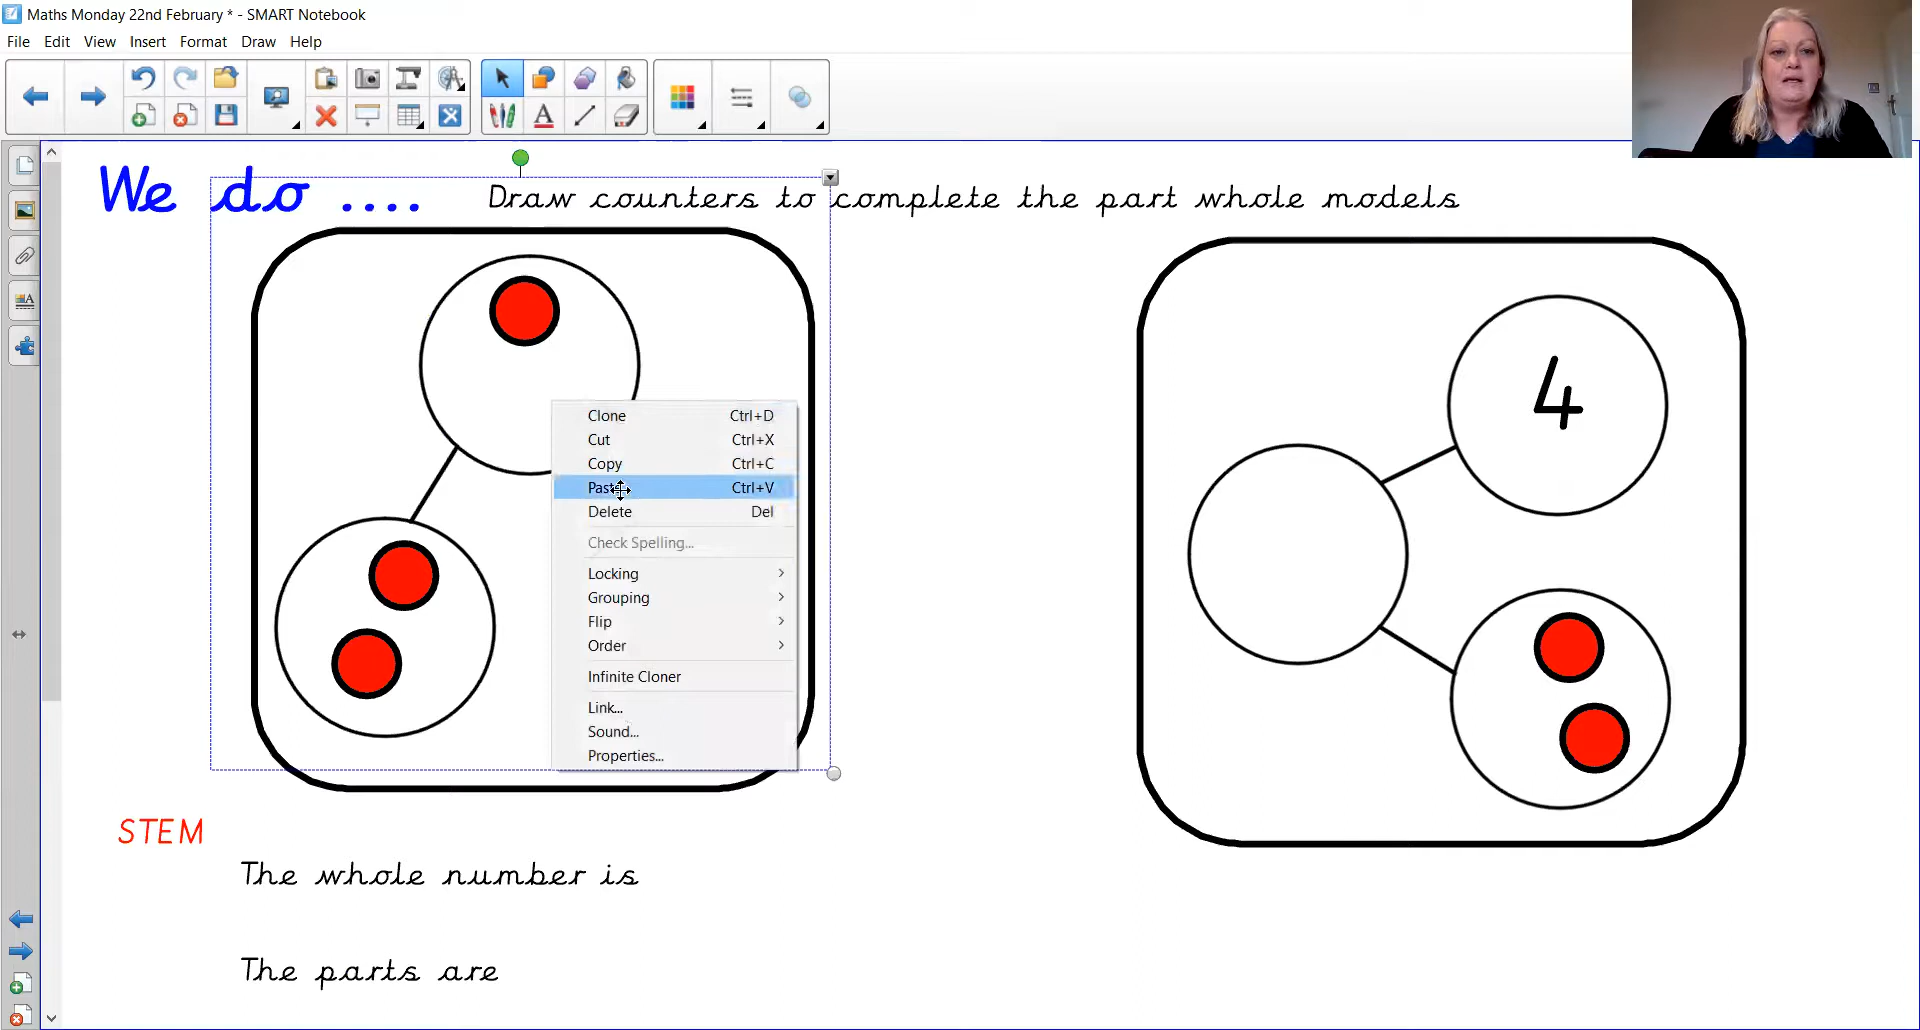 Maths Monday 22nd February * - SMART Notebook
File Edit View Insert Format Draw Help
We do .... Draw counters to complete the part whole models
Clone Ctrl+D
Cut Ctrl+X
Copy Ctrl+C
Paste Ctrl+V
Delete Del
Check Spelling...
Locking
Grouping
Flip
Order
Infinite Cloner
Link...
Sound...
Properties...
4
STEM
The whole number is
The parts are